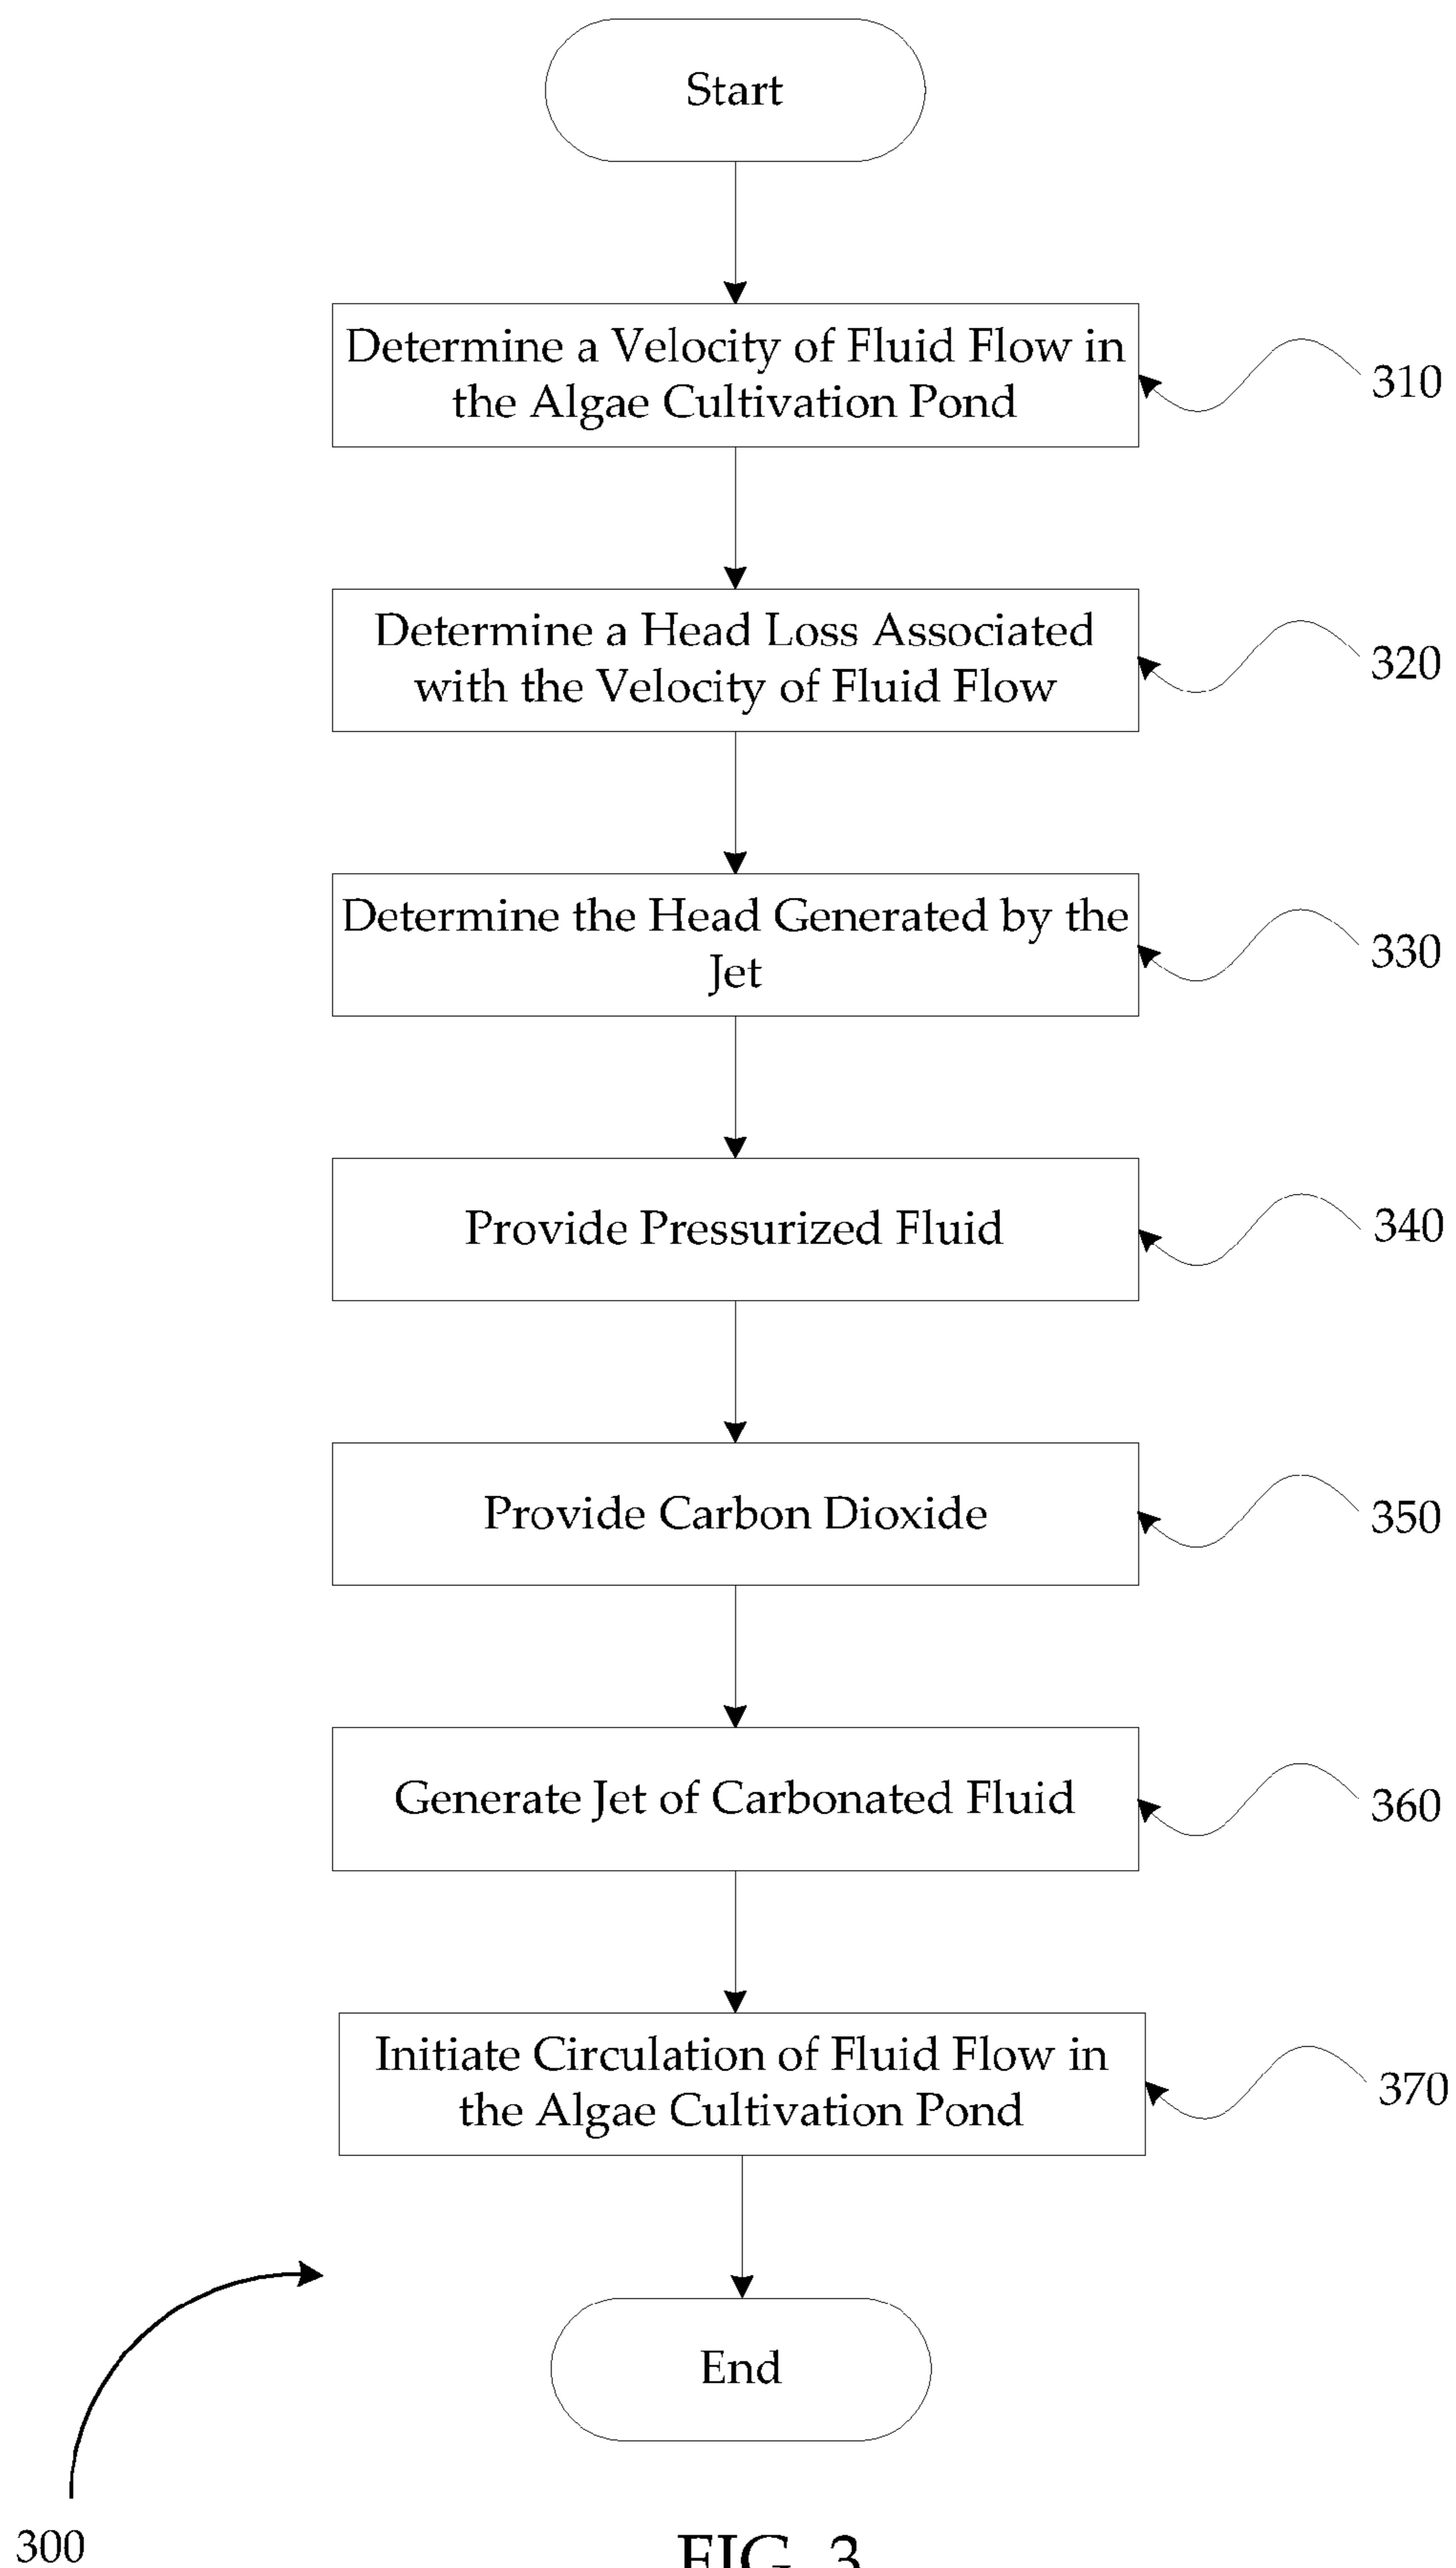 Start
Determine a Velocity of Fluid Flow in
the Algae Cultivation Pond
310
Determine a Head Loss Associated
with the Velocity of Fluid Flow
320
Determine the Head Generated by the
Jet
330
Provide Pressurized Fluid
340
Provide Carbon Dioxide
350
Generate Jet of Carbonated Fluid
360
Initiate Circulation of Fluid Flow in
the Algae Cultivation Pond
370
End
300
FIG. 3